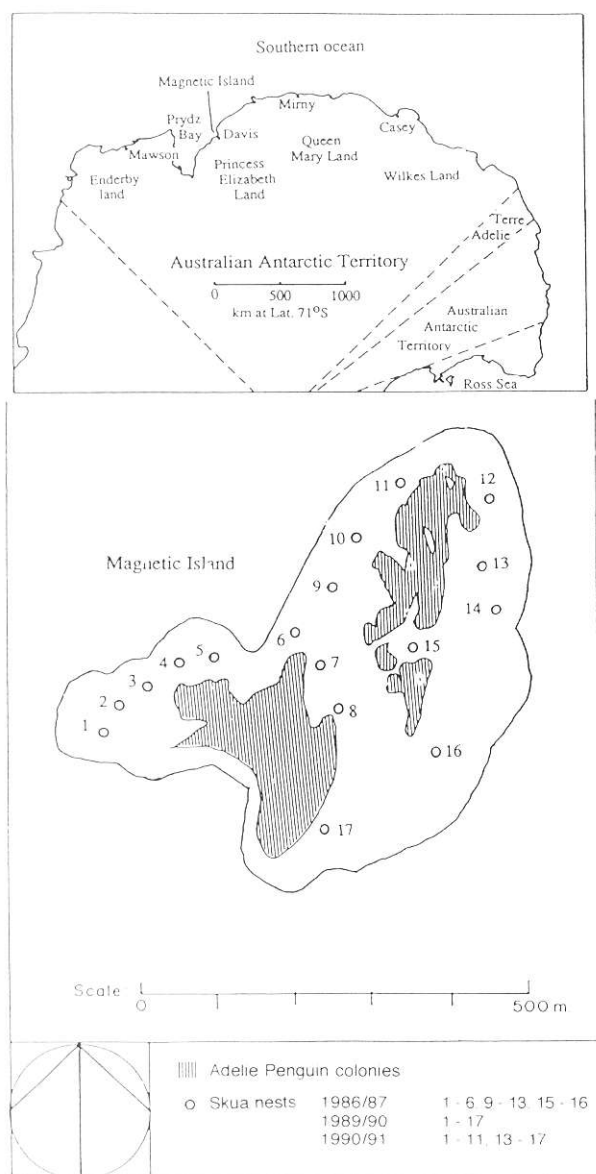 Southern ocean
Magnetic Island
Mirny
Prydz
Bay
Davis
Casey
Mawson
Queen
Mary Land
Enderby
land
Princess
Elizabeth
Land
Wilkes Land
Terre
Adelie
Australian Antarctic Territory
0 500 1000
km at Lat. 71°S
Australian
Antarctic
Territory
Ross Sea
Magnetic Island
11
12
10
13
9
14
6
15
5
4
7
3
2
8
1
16
17
Scale
0 500 m
Adelie Penguin colonies
Skua nests 1986/87 1 - 6, 9 - 13, 15 - 16
1989/90 1 - 17
1990/91 1 - 11, 13 - 17